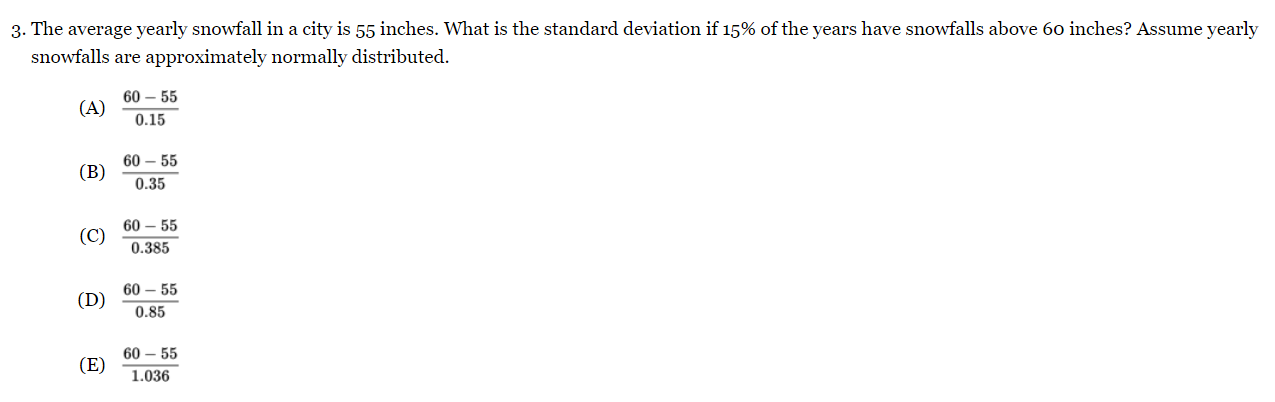 3. The average yearly snowfall in a city is 55 inches. What is the standard deviation if 15% of the years have snowfalls above 60 inches? Assume yearly
snowfalls are approximately normally distributed.
(A) 60 – 55
0.15
(B) 60 – 55
0.35
(C) 60 – 55
0.385
(D) 60 – 55
0.85
(E) 60 – 55
1.036